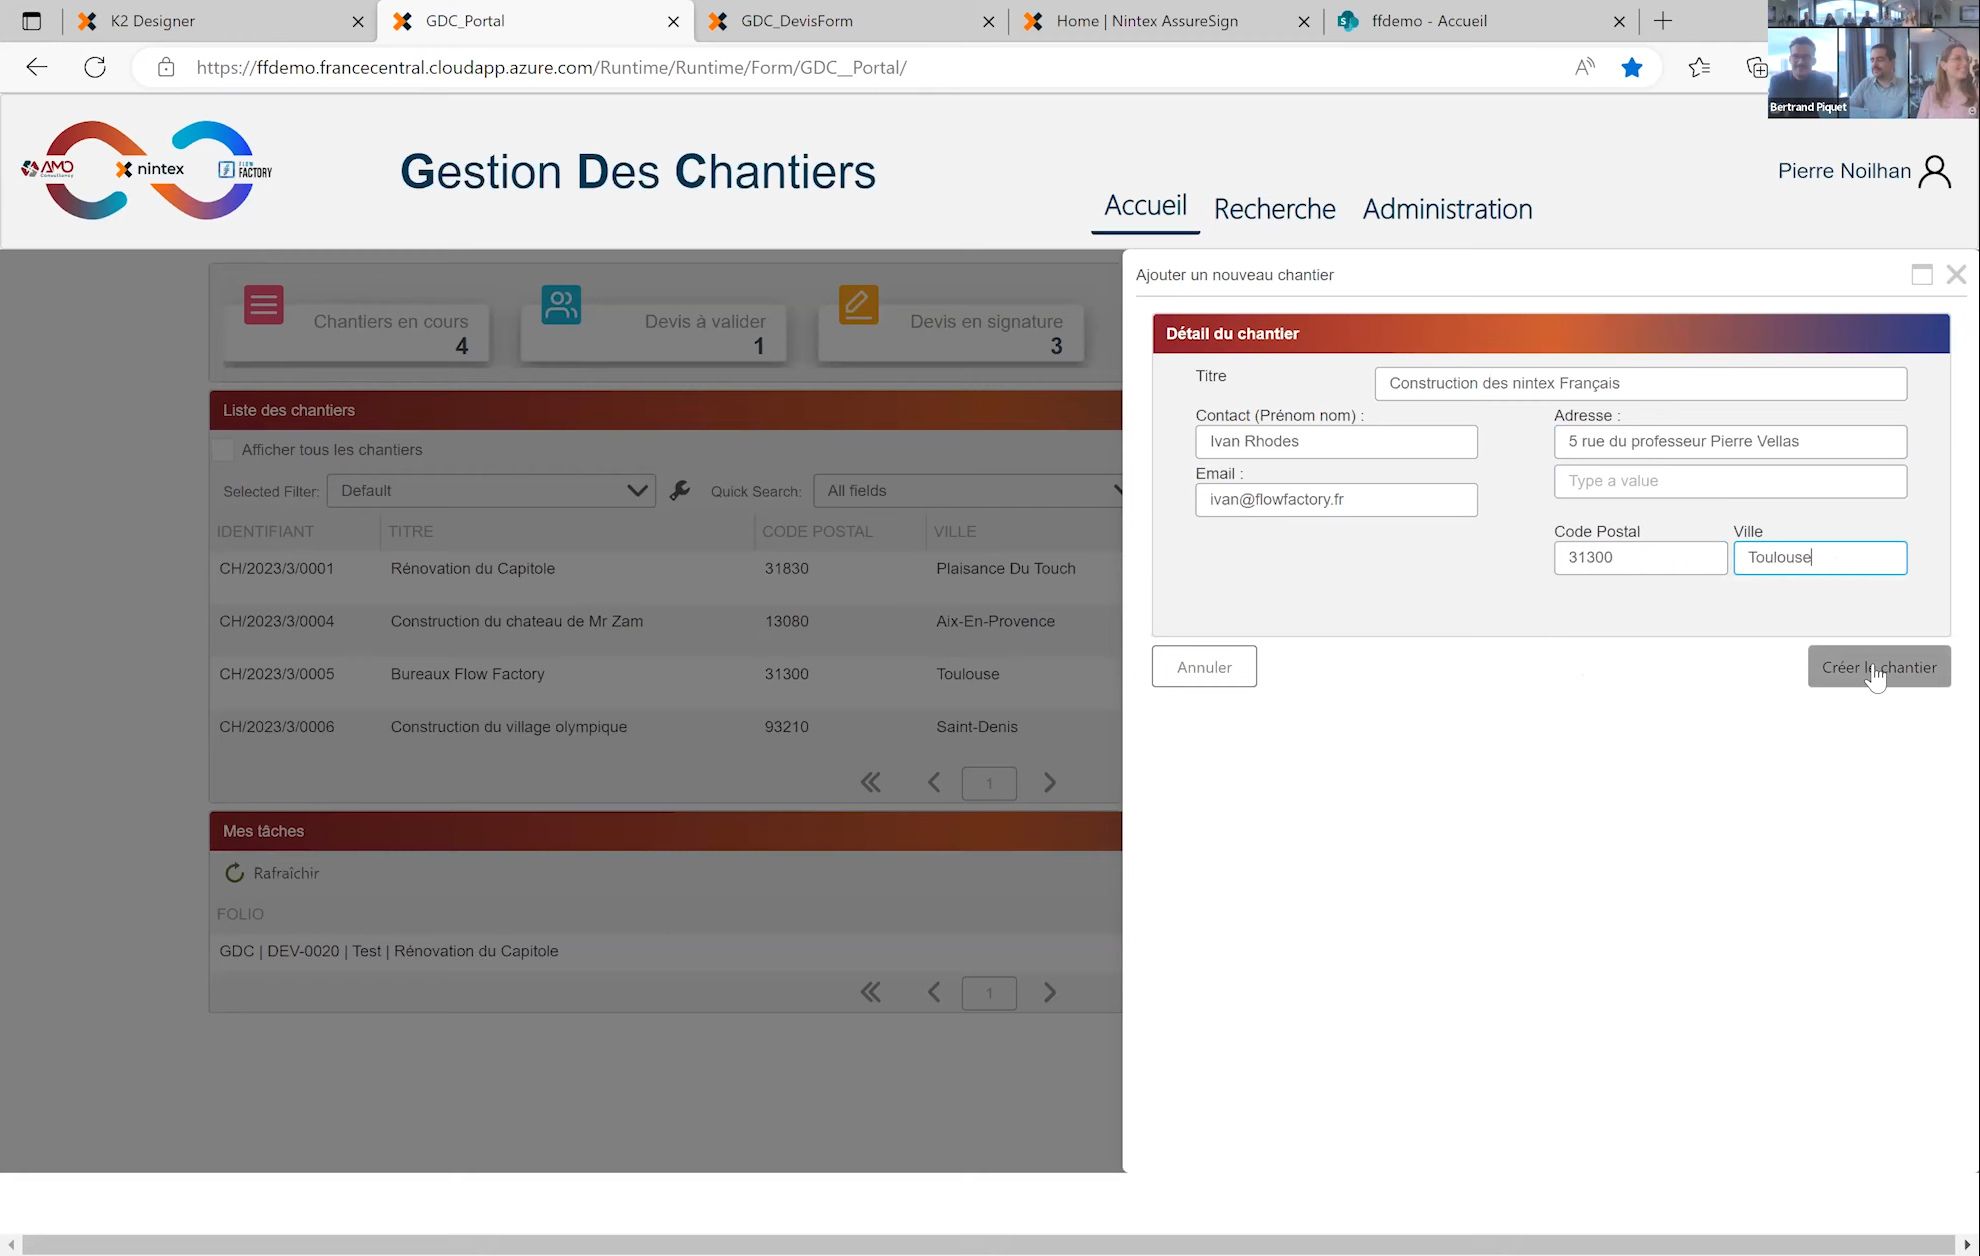 K2 Designer
GDC_Portal
GDC_DevisForm
Home | Nintex AssureSign
ffdemo - Accueil
https://ffdemo.francecentral.cloudapp.azure.com/Runtime/Runtime/Form/GDC__Portal/
Bertrand Piquet
AMO
Consultancy
nintex
FLOW
FACTORY
Gestion Des Chantiers
Accueil
Recherche
Administration
Pierre Noilhan
Chantiers en cours
4
Devis à valider
1
Devis en signature
3
Liste des chantiers
Afficher tous les chantiers
Selected Filter: Default
Quick Search: All fields
IDENTIFIANT TITRE CODE POSTAL VILLE
CH/2023/3/0001 Rénovation du Capitole 31830 Plaisance Du Touch
CH/2023/3/0004 Construction du chateau de Mr Zam 13080 Aix-En-Provence
CH/2023/3/0005 Bureaux Flow Factory 31300 Toulouse
CH/2023/3/0006 Construction du village olympique 93210 Saint-Denis
1
Mes tâches
Rafraîchir
FOLIO
GDC | DEV-0020 | Test | Rénovation du Capitole
1
Ajouter un nouveau chantier
Détail du chantier
Titre Construction des nintex Français
Contact (Prénom nom) :
Ivan Rhodes
Email :
ivan@flowfactory.fr
Adresse :
5 rue du professeur Pierre Vellas
Type a value
Code Postal Ville
31300 Toulouse
Annuler
Créer le chantier